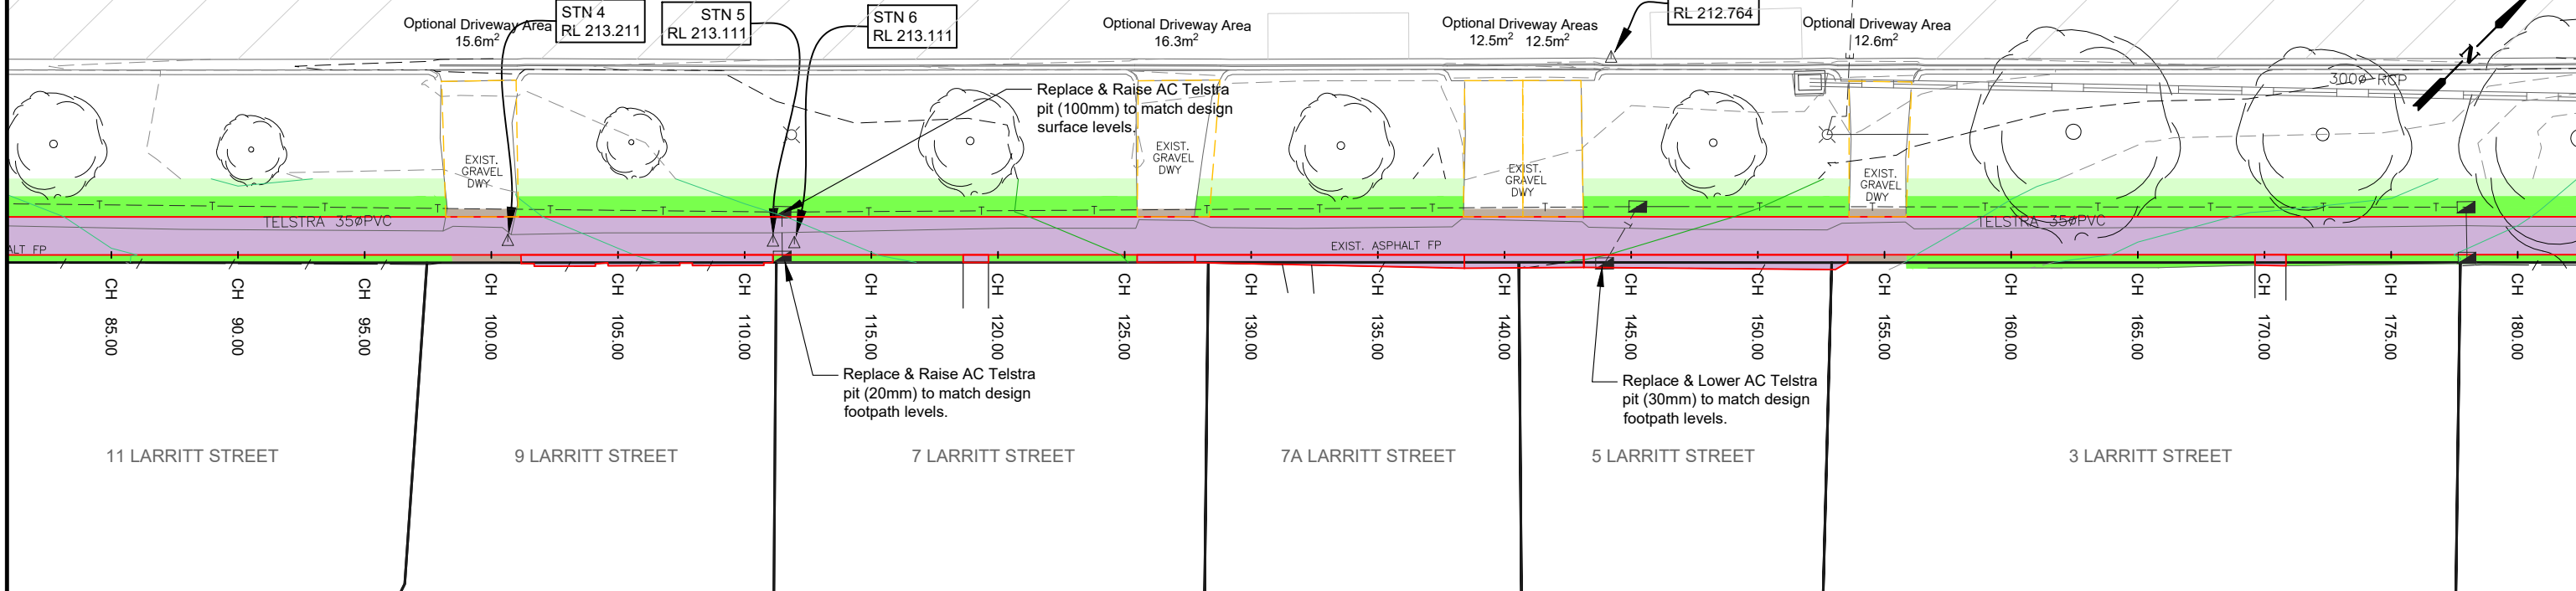 STN 4
RL 213.211
STN 5
RL 213.111
STN 6
RL 213.111
RL 212.764
Optional Driveway Area
15.6m²
Optional Driveway Area
16.3m²
Optional Driveway Areas
12.5m² 12.5m²
Optional Driveway Area
12.6m²
N
300ø RCP
Replace & Raise AC Telstra
pit (100mm) to match design
surface levels.
EXIST.
GRAVEL
DWY
EXIST.
GRAVEL
DWY
EXIST.
GRAVEL
DWY
EXIST.
GRAVEL
DWY
T T T T T T T T T T T T T T T T T T
TELSTRA 35øPVC
TELSTRA 35øPVC
ALT FP
EXIST. ASPHALT FP
CH 85.00
CH 90.00
CH 95.00
CH 100.00
CH 105.00
CH 110.00
CH 115.00
CH 120.00
CH 125.00
CH 130.00
CH 135.00
CH 140.00
CH 145.00
CH 150.00
CH 155.00
CH 160.00
CH 165.00
CH 170.00
CH 175.00
CH 180.00
Replace & Raise AC Telstra
pit (20mm) to match design
footpath levels.
Replace & Lower AC Telstra
pit (30mm) to match design
footpath levels.
11 LARRITT STREET
9 LARRITT STREET
7 LARRITT STREET
7A LARRITT STREET
5 LARRITT STREET
3 LARRITT STREET